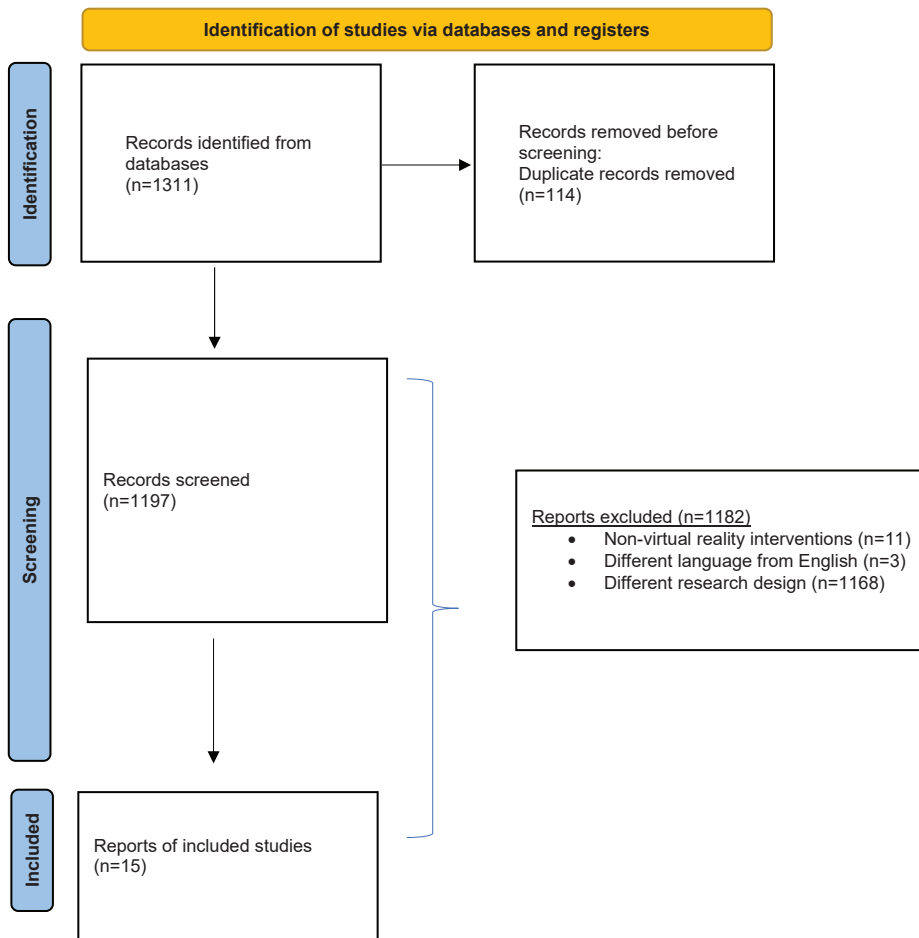 Identification of studies via databases and registers
Identification
Records identified from
databases
(n=1311)
Records removed before
screening:
Duplicate records removed
(n=114)
Screening
Records screened
(n=1197)
Reports excluded (n=1182)
• Non-virtual reality interventions (n=11)
• Different language from English (n=3)
• Different research design (n=1168)
Included
Reports of included studies
(n=15)